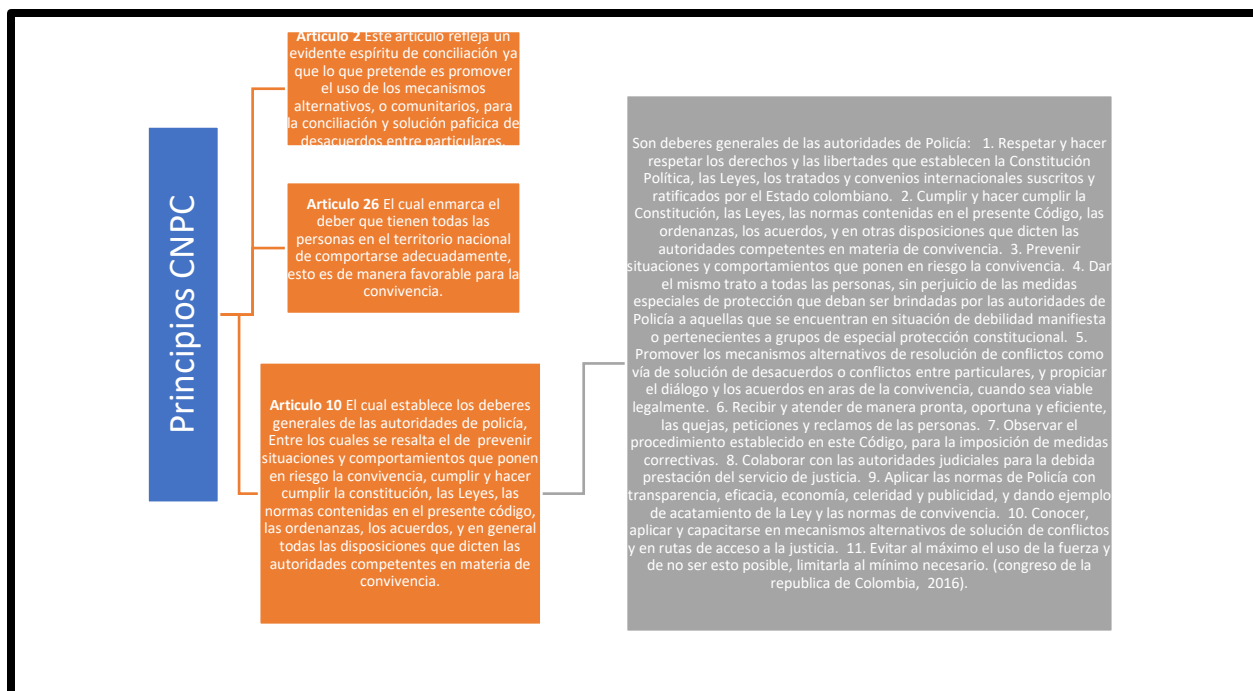 Principios CNPC
Articulo 2 Este artículo refleja un
evidente espíritu de conciliación ya
que lo que pretende es promover
el uso de los mecanismos
alternativos, o comunitarios, para
la conciliación y solución paficica de
desacuerdos entre particulares.
Articulo 26 El cual enmarca el
deber que tienen todas las
personas en el territorio nacional
de comportarse adecuadamente,
esto es de manera favorable para la
convivencia.
Articulo 10 El cual establece los deberes
generales de las autoridades de policía,
Entre los cuales se resalta el de prevenir
situaciones y comportamientos que ponen
en riesgo la convivencia, cumplir y hacer
cumplir la constitución, las Leyes, las
normas contenidas en el presente código,
las ordenanzas, los acuerdos, y en general
todas las disposiciones que dicten las
autoridades competentes en materia de
convivencia.
Son deberes generales de las autoridades de Policía: 1. Respetar y hacer
respetar los derechos y las libertades que establecen la Constitución
Política, las Leyes, los tratados y convenios internacionales suscritos y
ratificados por el Estado colombiano. 2. Cumplir y hacer cumplir la
Constitución, las Leyes, las normas contenidas en el presente Código, las
ordenanzas, los acuerdos, y en otras disposiciones que dicten las
autoridades competentes en materia de convivencia. 3. Prevenir
situaciones y comportamientos que ponen en riesgo la convivencia. 4. Dar
el mismo trato a todas las personas, sin perjuicio de las medidas
especiales de protección que deban ser brindadas por las autoridades de
Policía a aquellas que se encuentran en situación de debilidad manifiesta
o pertenecientes a grupos de especial protección constitucional. 5.
Promover los mecanismos alternativos de resolución de conflictos como
vía de solución de desacuerdos o conflictos entre particulares, y propiciar
el diálogo y los acuerdos en aras de la convivencia, cuando sea viable
legalmente. 6. Recibir y atender de manera pronta, oportuna y eficiente,
las quejas, peticiones y reclamos de las personas. 7. Observar el
procedimiento establecido en este Código, para la imposición de medidas
correctivas. 8. Colaborar con las autoridades judiciales para la debida
prestación del servicio de justicia. 9. Aplicar las normas de Policía con
transparencia, eficacia, economía, celeridad y publicidad, y dando ejemplo
de acatamiento de la Ley y las normas de convivencia. 10. Conocer,
aplicar y capacitarse en mecanismos alternativos de solución de conflictos
y en rutas de acceso a la justicia. 11. Evitar al máximo el uso de la fuerza y
de no ser esto posible, limitarla al mínimo necesario. (congreso de la
republica de Colombia, 2016).